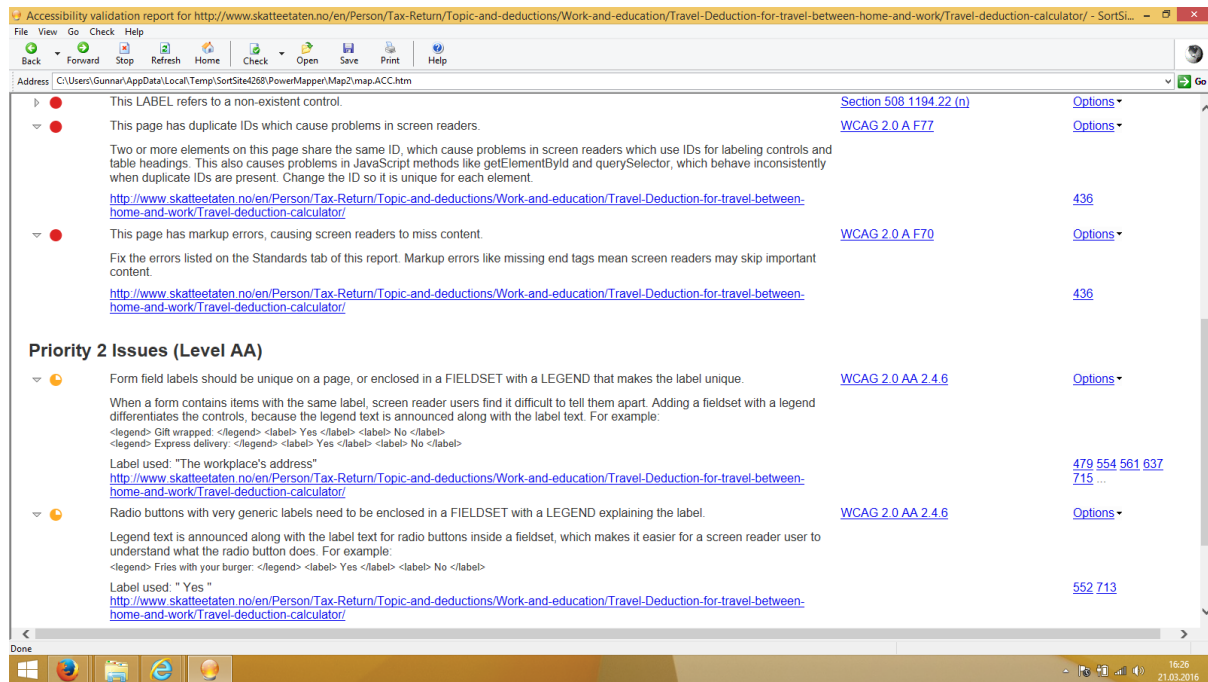 Accessibility validation report for http://www.skatteetaten.no/en/Person/Tax-Return/Topic-and-deductions/Work-and-education/Travel-Deduction-for-travel-between-home-and-work/Travel-deduction-calculator/ - SortSi...
File View Go Check Help
Back Forward Stop Refresh Home Check Open Save Print Help
Address C:\Users\Gunnar\AppData\Local\Temp\SortSite4268\PowerMapper\Map2\map.ACC.htm Go
This LABEL refers to a non-existent control. Section 508 1194.22 (n) Options
This page has duplicate IDs which cause problems in screen readers. WCAG 2.0 A F77 Options
Two or more elements on this page share the same ID, which cause problems in screen readers which use IDs for labeling controls and
table headings. This also causes problems in JavaScript methods like getElementById and querySelector, which behave inconsistently
when duplicate IDs are present. Change the ID so it is unique for each element.
http://www.skatteetaten.no/en/Person/Tax-Return/Topic-and-deductions/Work-and-education/Travel-Deduction-for-travel-between- 436
home-and-work/Travel-deduction-calculator/
This page has markup errors, causing screen readers to miss content. WCAG 2.0 A F70 Options
Fix the errors listed on the Standards tab of this report. Markup errors like missing end tags mean screen readers may skip important
content.
http://www.skatteetaten.no/en/Person/Tax-Return/Topic-and-deductions/Work-and-education/Travel-Deduction-for-travel-between- 436
home-and-work/Travel-deduction-calculator/
Priority 2 Issues (Level AA)
Form field labels should be unique on a page, or enclosed in a FIELDSET with a LEGEND that makes the label unique. WCAG 2.0 AA 2.4.6 Options
When a form contains items with the same label, screen reader users find it difficult to tell them apart. Adding a fieldset with a legend
differentiates the controls, because the legend text is announced along with the label text. For example:
<legend> Gift wrapped: </legend> <label> Yes </label> <label> No </label>
<legend> Express delivery: </legend> <label> Yes </label> <label> No </label>
Label used: "The workplace's address" 479 554 561 637
http://www.skatteetaten.no/en/Person/Tax-Return/Topic-and-deductions/Work-and-education/Travel-Deduction-for-travel-between- 715 ...
home-and-work/Travel-deduction-calculator/
Radio buttons with very generic labels need to be enclosed in a FIELDSET with a LEGEND explaining the label. WCAG 2.0 AA 2.4.6 Options
Legend text is announced along with the label text for radio buttons inside a fieldset, which makes it easier for a screen reader user to
understand what the radio button does. For example:
<legend> Fries with your burger: </legend> <label> Yes </label> <label> No </label>
Label used: " Yes " 552 713
http://www.skatteetaten.no/en/Person/Tax-Return/Topic-and-deductions/Work-and-education/Travel-Deduction-for-travel-between-
home-and-work/Travel-deduction-calculator/
Done
16:26
21.03.2016